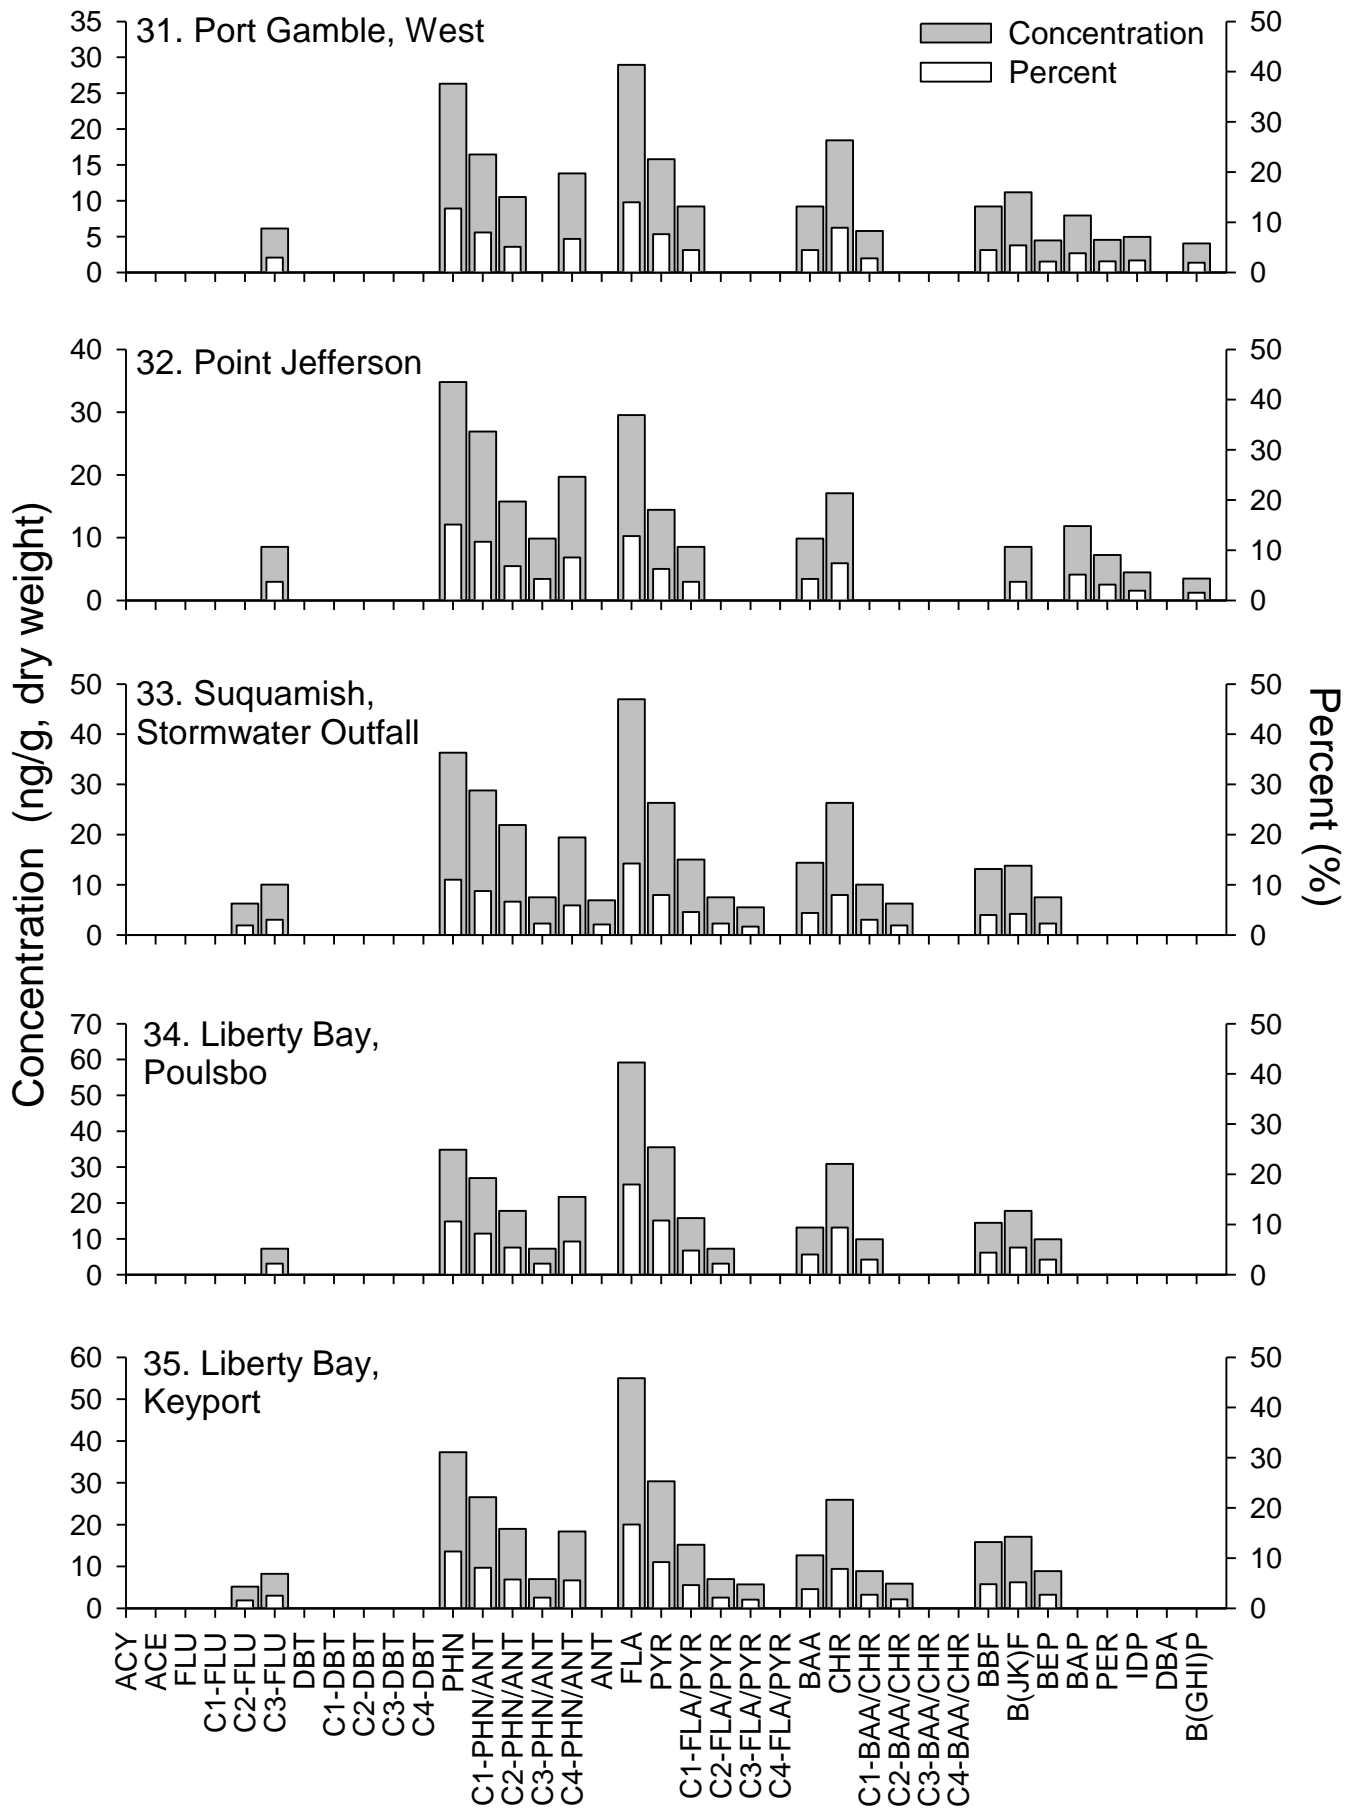 31. Port Gamble, West
Concentration
Percent
35
30
25
20
15
10
5
0
50
40
30
20
10
0
32. Point Jefferson
40
30
20
10
0
50
40
30
20
10
0
33. Suquamish,
Stormwater Outfall
50
40
30
20
10
0
50
40
30
20
10
0
34. Liberty Bay,
Poulsbo
70
60
50
40
30
20
10
0
50
40
30
20
10
0
35. Liberty Bay,
Keyport
60
50
40
30
20
10
0
50
40
30
20
10
0
Concentration (ng/g, dry weight)
Percent (%)
ACY
ACE
FLU
C1-FLU
C2-FLU
C3-FLU
DBT
C1-DBT
C2-DBT
C3-DBT
C4-DBT
PHN
C1-PHN/ANT
C2-PHN/ANT
C3-PHN/ANT
C4-PHN/ANT
ANT
FLA
PYR
C1-FLA/PYR
C2-FLA/PYR
C3-FLA/PYR
C4-FLA/PYR
BAA
CHR
C1-BAA/CHR
C2-BAA/CHR
C3-BAA/CHR
C4-BAA/CHR
BBF
B(JK)F
BEP
BAP
PER
IDP
DBA
B(GHI)P